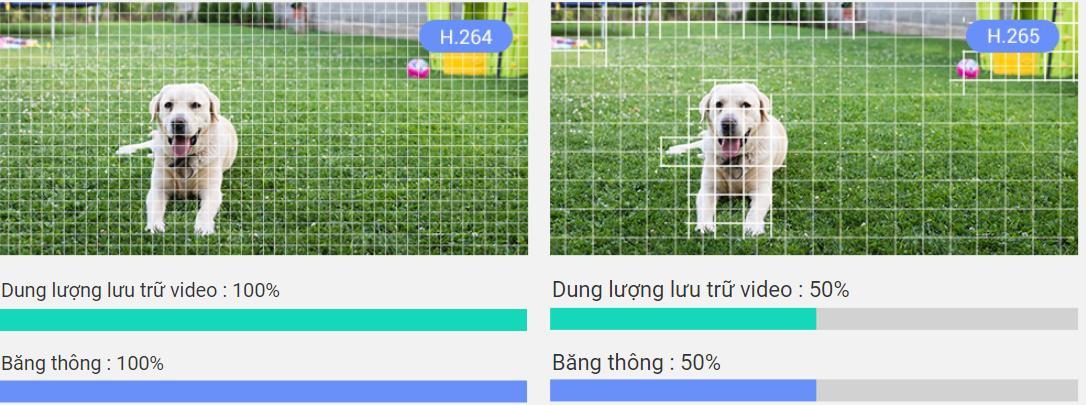 H.264
H.265
Dung lượng lưu trữ video : 100%
Dung lượng lưu trữ video : 50%
Băng thông : 100%
Băng thông : 50%